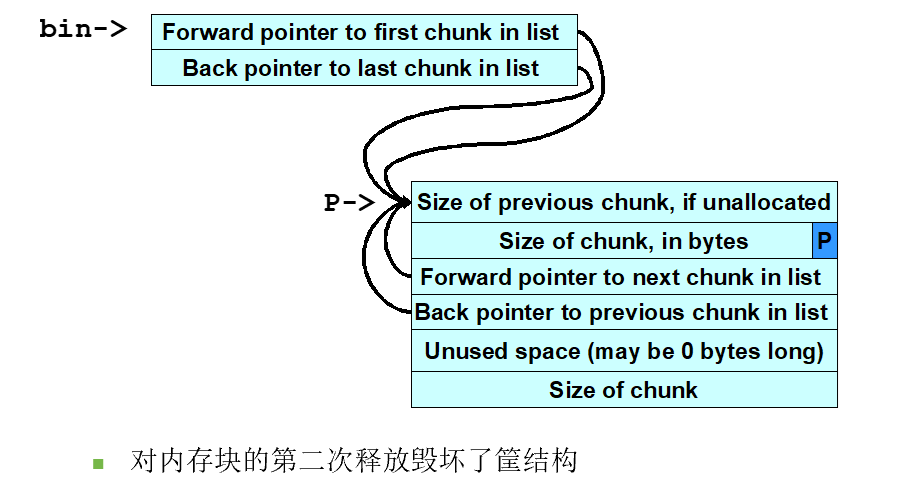 bin->
Forward pointer to first chunk in list
Back pointer to last chunk in list
P->
Size of previous chunk, if unallocated
Size of chunk, in bytes P
Forward pointer to next chunk in list
Back pointer to previous chunk in list
Unused space (may be 0 bytes long)
Size of chunk
对内存块的第二次释放毁坏了筐结构